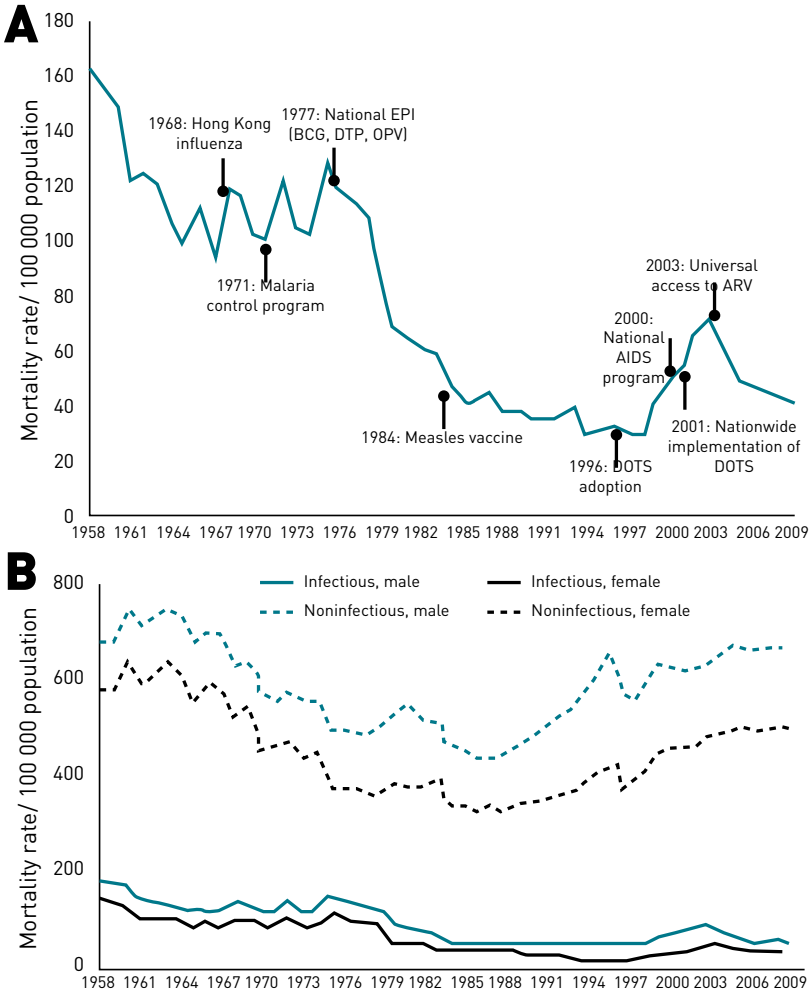 A
Mortality rate/ 100 000 population
180
160
140
120
100
80
60
40
20
0
1968: Hong Kong
influenza
1977: National EPI
(BCG, DTP, OPV)
1971: Malaria
control program
1984: Measles vaccine
1996: DOTS
adoption
2000:
National
AIDS
program
2003: Universal
access to ARV
2001: Nationwide
implementation of
DOTS
1958 1961 1964 1967 1970 1973 1976 1979 1982 1985 1988 1991 1994 1997 2000 2003 2006 2009
B
Mortality rate/ 100 000 population
800
600
400
200
0
Infectious, male
Infectious, female
Noninfectious, male
Noninfectious, female
1958 1961 1964 1967 1970 1973 1976 1979 1982 1985 1988 1991 1994 1997 2000 2003 2006 2009